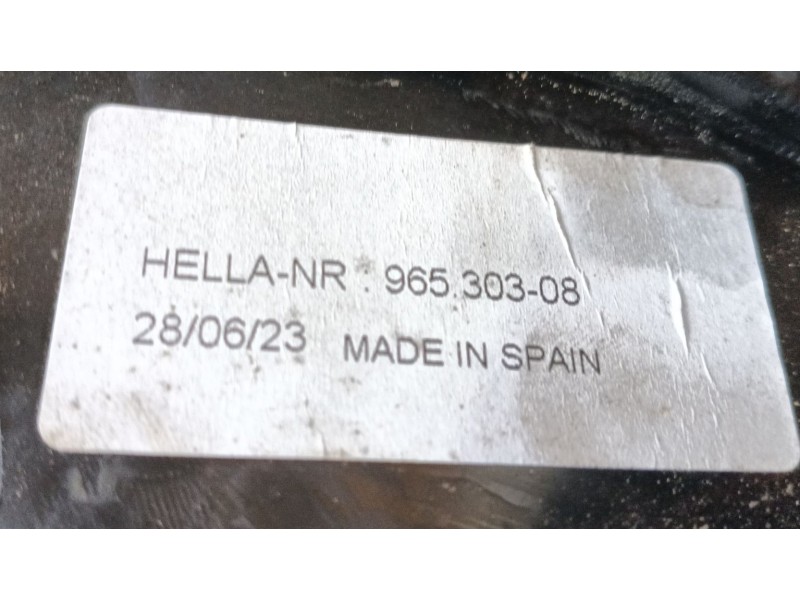 HELLA-NR : 965.303-08
28/06/23 MADE IN SPAIN